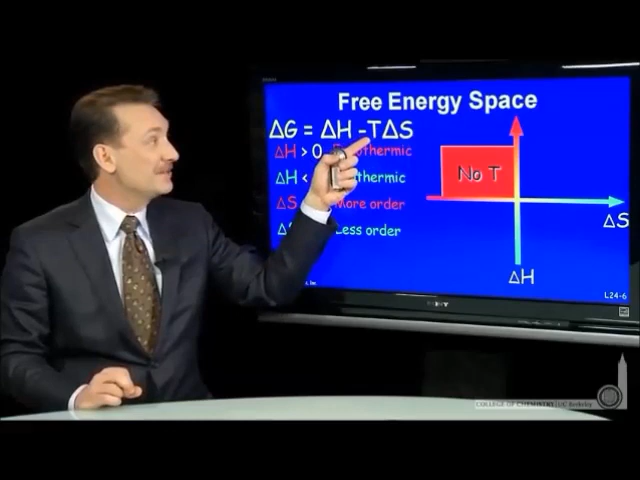 Free Energy Space
ΔG = ΔH -TΔS
ΔH > 0
ΔH <
ΔS More order
Less order
No T
ΔS
ΔH
L24-6
SONY
COLLEGE OF CHEMISTRY | UC Berkeley